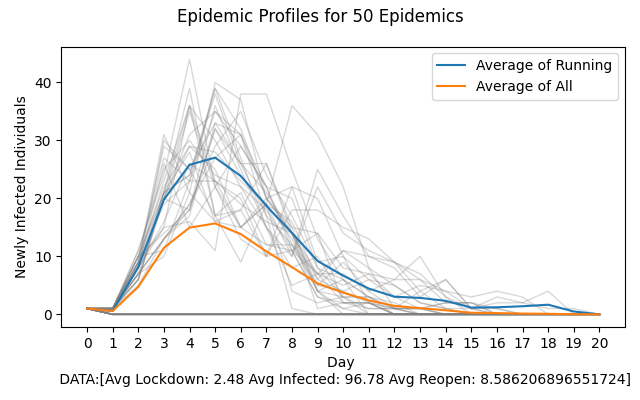 Epidemic Profiles for 50 Epidemics
Average of Running
Average of All
Newly Infected Individuals
40
30
20
10
0
0 1 2 3 4 5 6 7 8 9 10 11 12 13 14 15 16 17 18 19 20
Day
DATA:[Avg Lockdown: 2.48 Avg Infected: 96.78 Avg Reopen: 8.586206896551724]